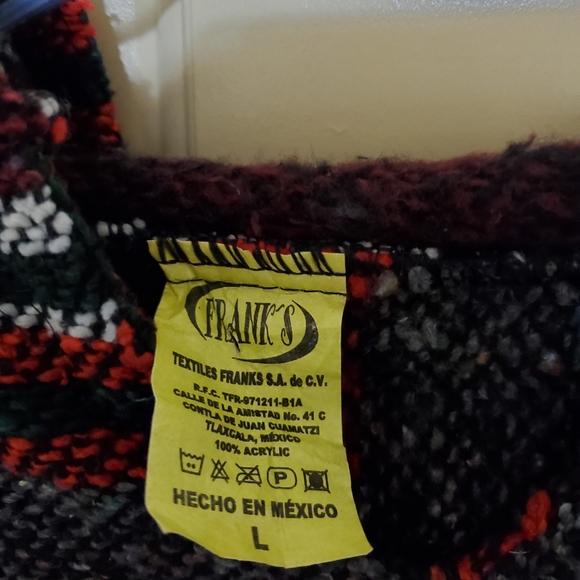 FRANK'S
TEXTILES FRANKS S.A. de C.V.
R.F.C. TFR-971211-B1A
CALLE DE LA AMISTAD No. 41 C
CONTLA DE JUAN CUAMATZI
TLAXCALA, MÉXICO
100% ACRYLIC
P
HECHO EN MÉXICO
L